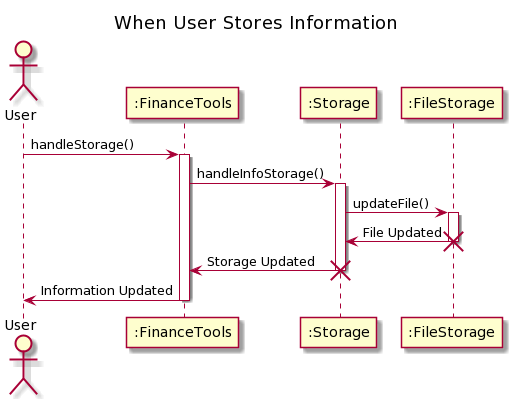 When User Stores Information
User
:FinanceTools
:Storage
:FileStorage
handleStorage()
handleInfoStorage()
updateFile()
File Updated
Storage Updated
Information Updated
User
:FinanceTools
:Storage
:FileStorage